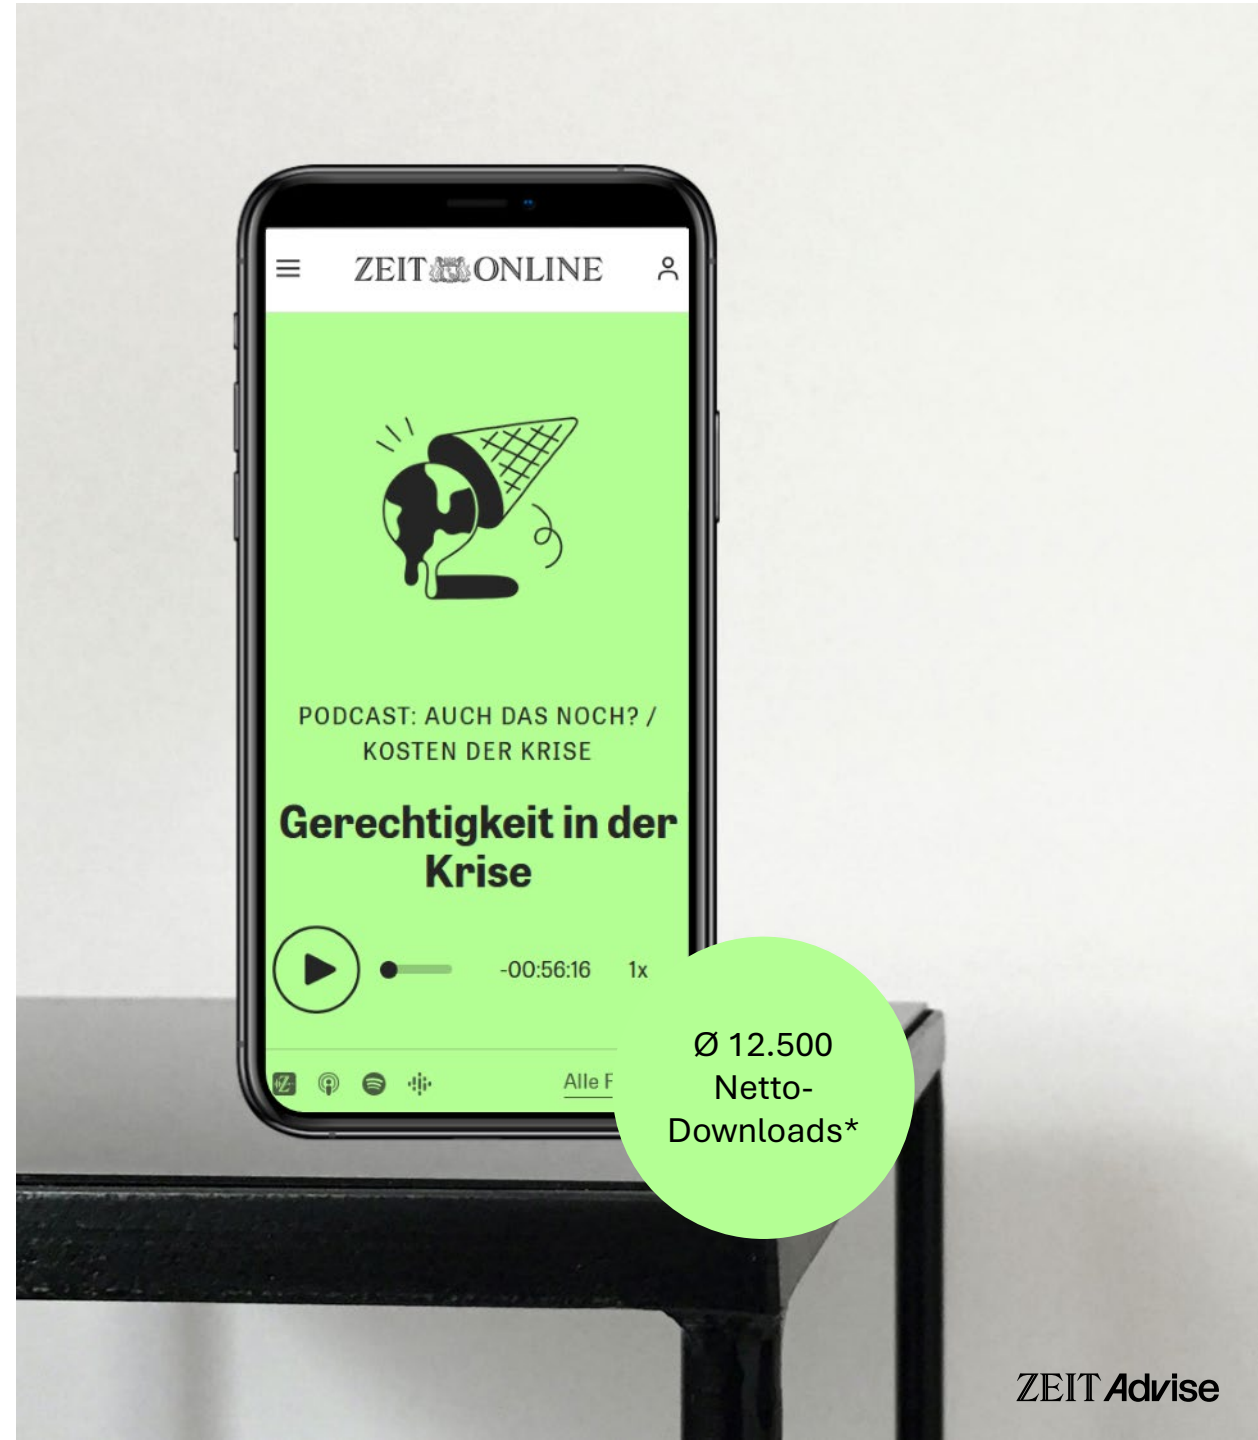 ZEIT ONLINE
PODCAST: AUCH DAS NOCH? /
KOSTEN DER KRISE
Gerechtigkeit in der
Krise
-00:56:16 1x
Alle F
Ø 12.500
Netto-
Downloads*
ZEIT Advise